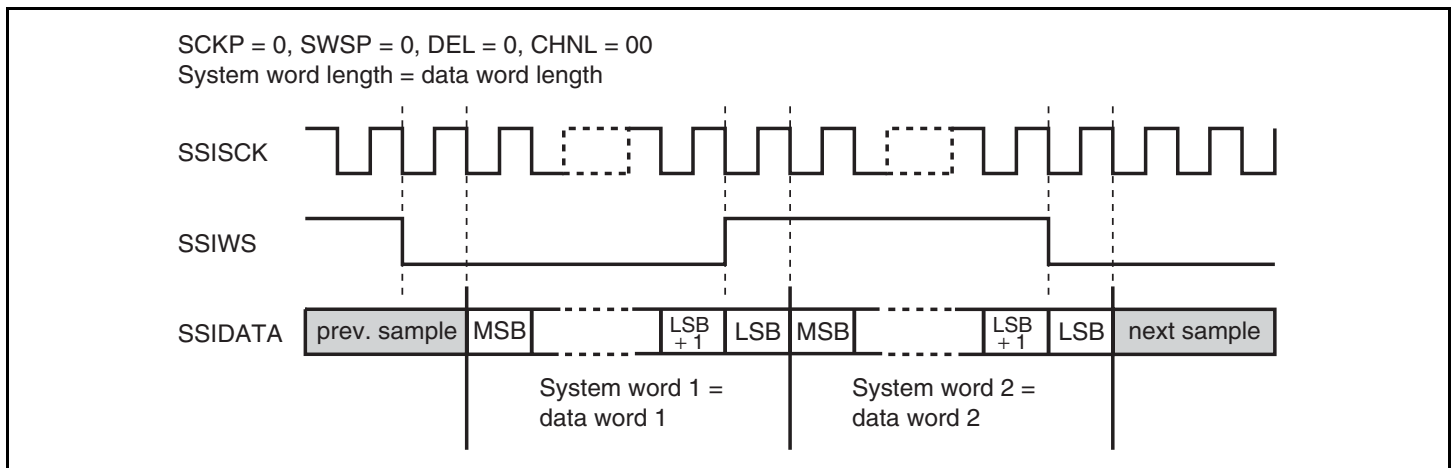 SCKP = 0, SWSP = 0, DEL = 0, CHNL = 00
System word length = data word length
SSISCK
SSIWS
SSIDATA
prev. sample
MSB
LSB
+ 1
LSB
MSB
LSB
+ 1
LSB
next sample
System word 1 =
data word 1
System word 2 =
data word 2